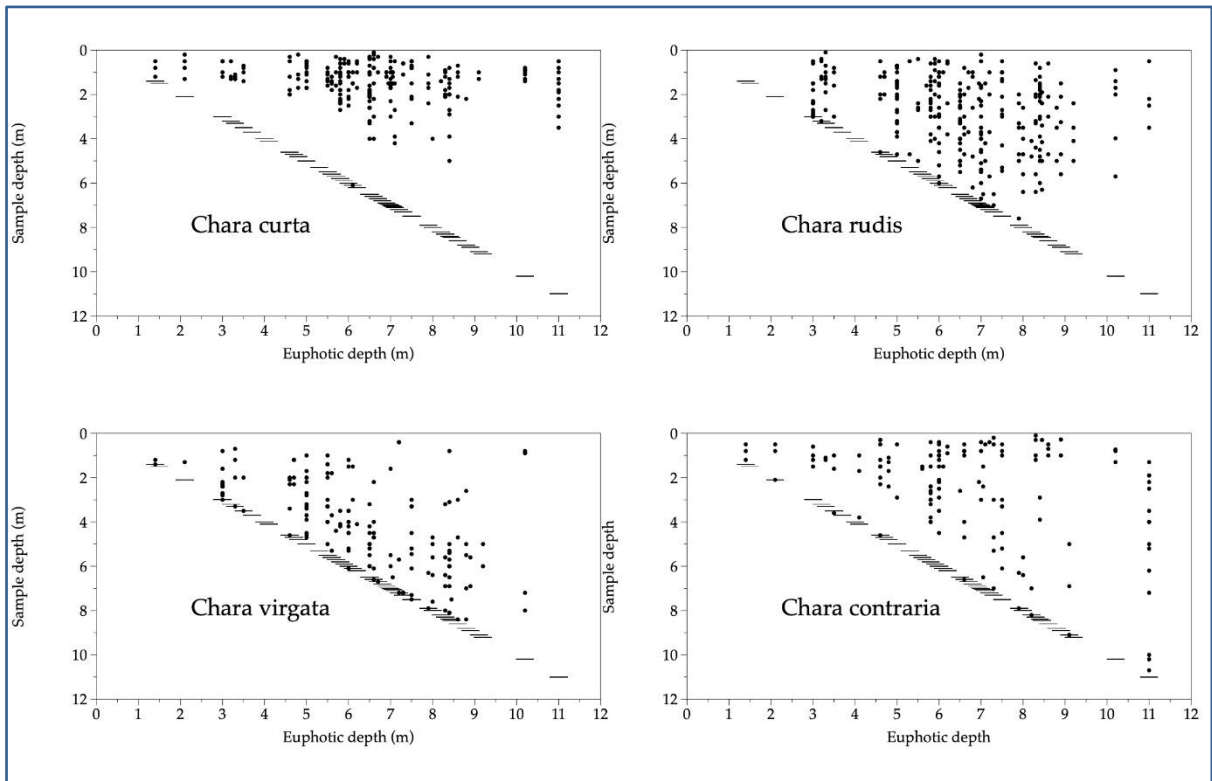 0
2
4
6
8
10
12
Sample depth (m)
Chara curta
0 1 2 3 4 5 6 7 8 9 10 11 12
Euphotic depth (m)
0
2
4
6
8
10
12
Sample depth (m)
Chara rudis
0 1 2 3 4 5 6 7 8 9 10 11 12
Euphotic depth (m)
0
2
4
6
8
10
12
Sample depth (m)
Chara virgata
0 1 2 3 4 5 6 7 8 9 10 11 12
Euphotic depth (m)
0
2
4
6
8
10
12
Sample depth
Chara contraria
0 1 2 3 4 5 6 7 8 9 10 11 12
Euphotic depth